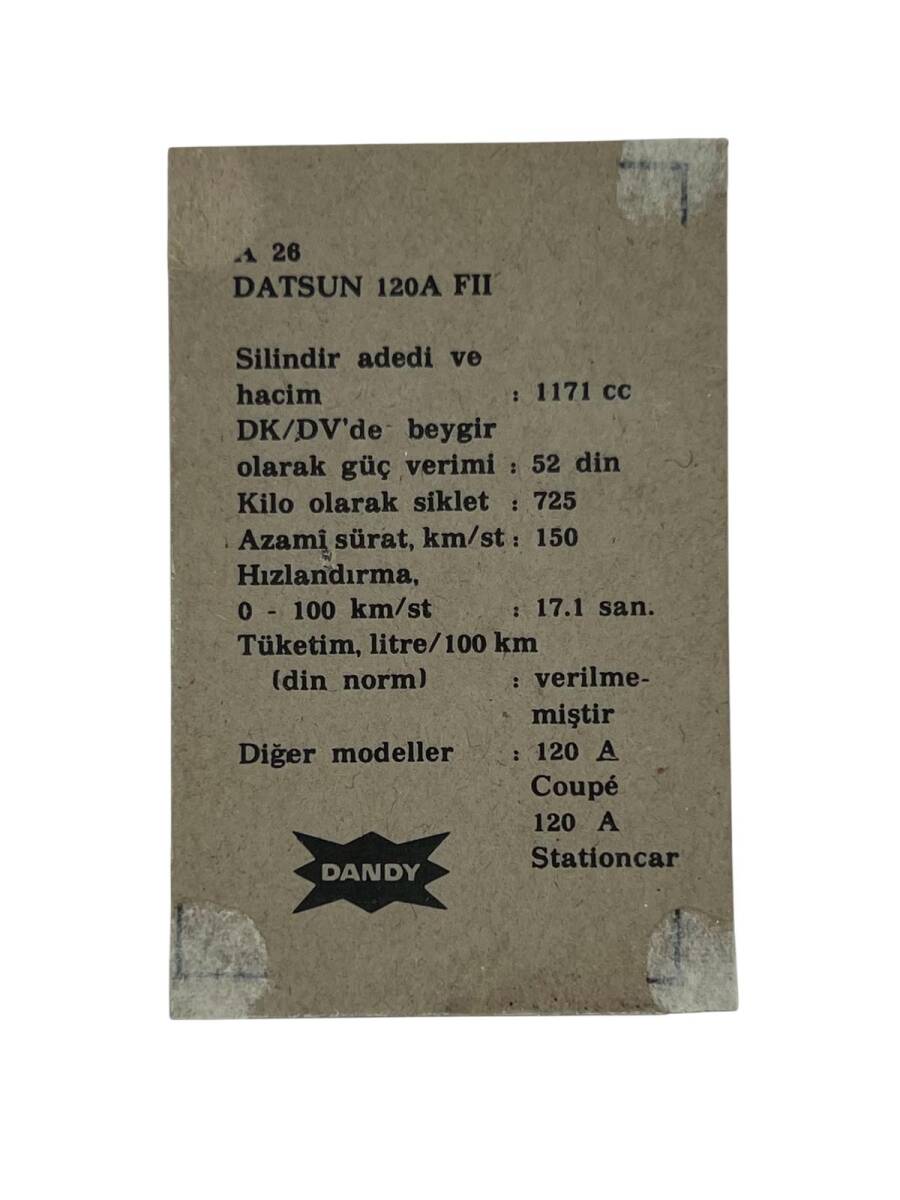 A 26
DATSUN 120A FII
Silindir adedi ve
hacim : 1171 cc
DK/DV'de beygir
olarak güç verimi : 52 din
Kilo olarak siklet : 725
Azamî sürat, km/st : 150
Hızlandırma,
0 - 100 km/st : 17.1 san.
Tüketim, litre/100 km
(din norm) : verilme-
miştir
Diğer modeller : 120 A
Coupé
120 A
Stationcar
DANDY